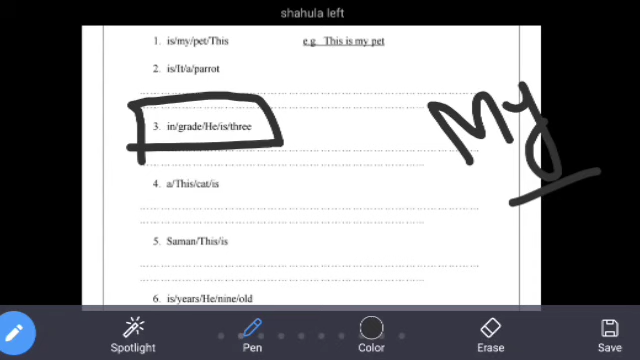 shahula left
1. is/my/pet/This e.g. This is my pet
2. is/It/a/parrot
3. in/grade/He/is/three
My
4. a/This/cat/is
5. Saman/This/is
6. is/years/He/nine/old
Spotlight Pen Color Erase Save